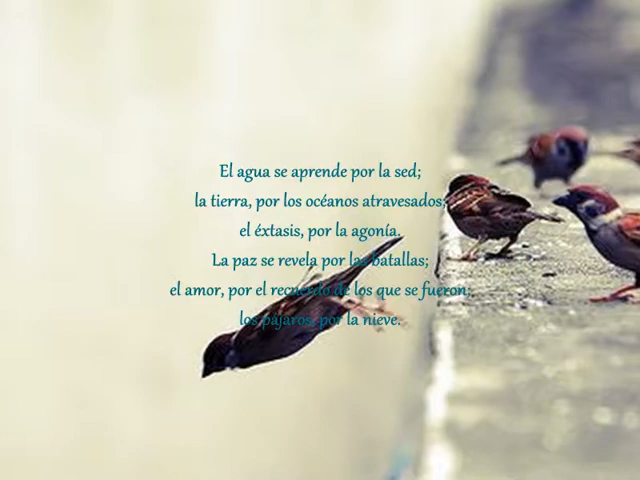 El agua se aprende por la sed;
la tierra, por los océanos atravesados;
el éxtasis, por la agonía.
La paz se revela por las batallas;
el amor, por el recuerdo de los que se fueron;
los pájaros, por la nieve.